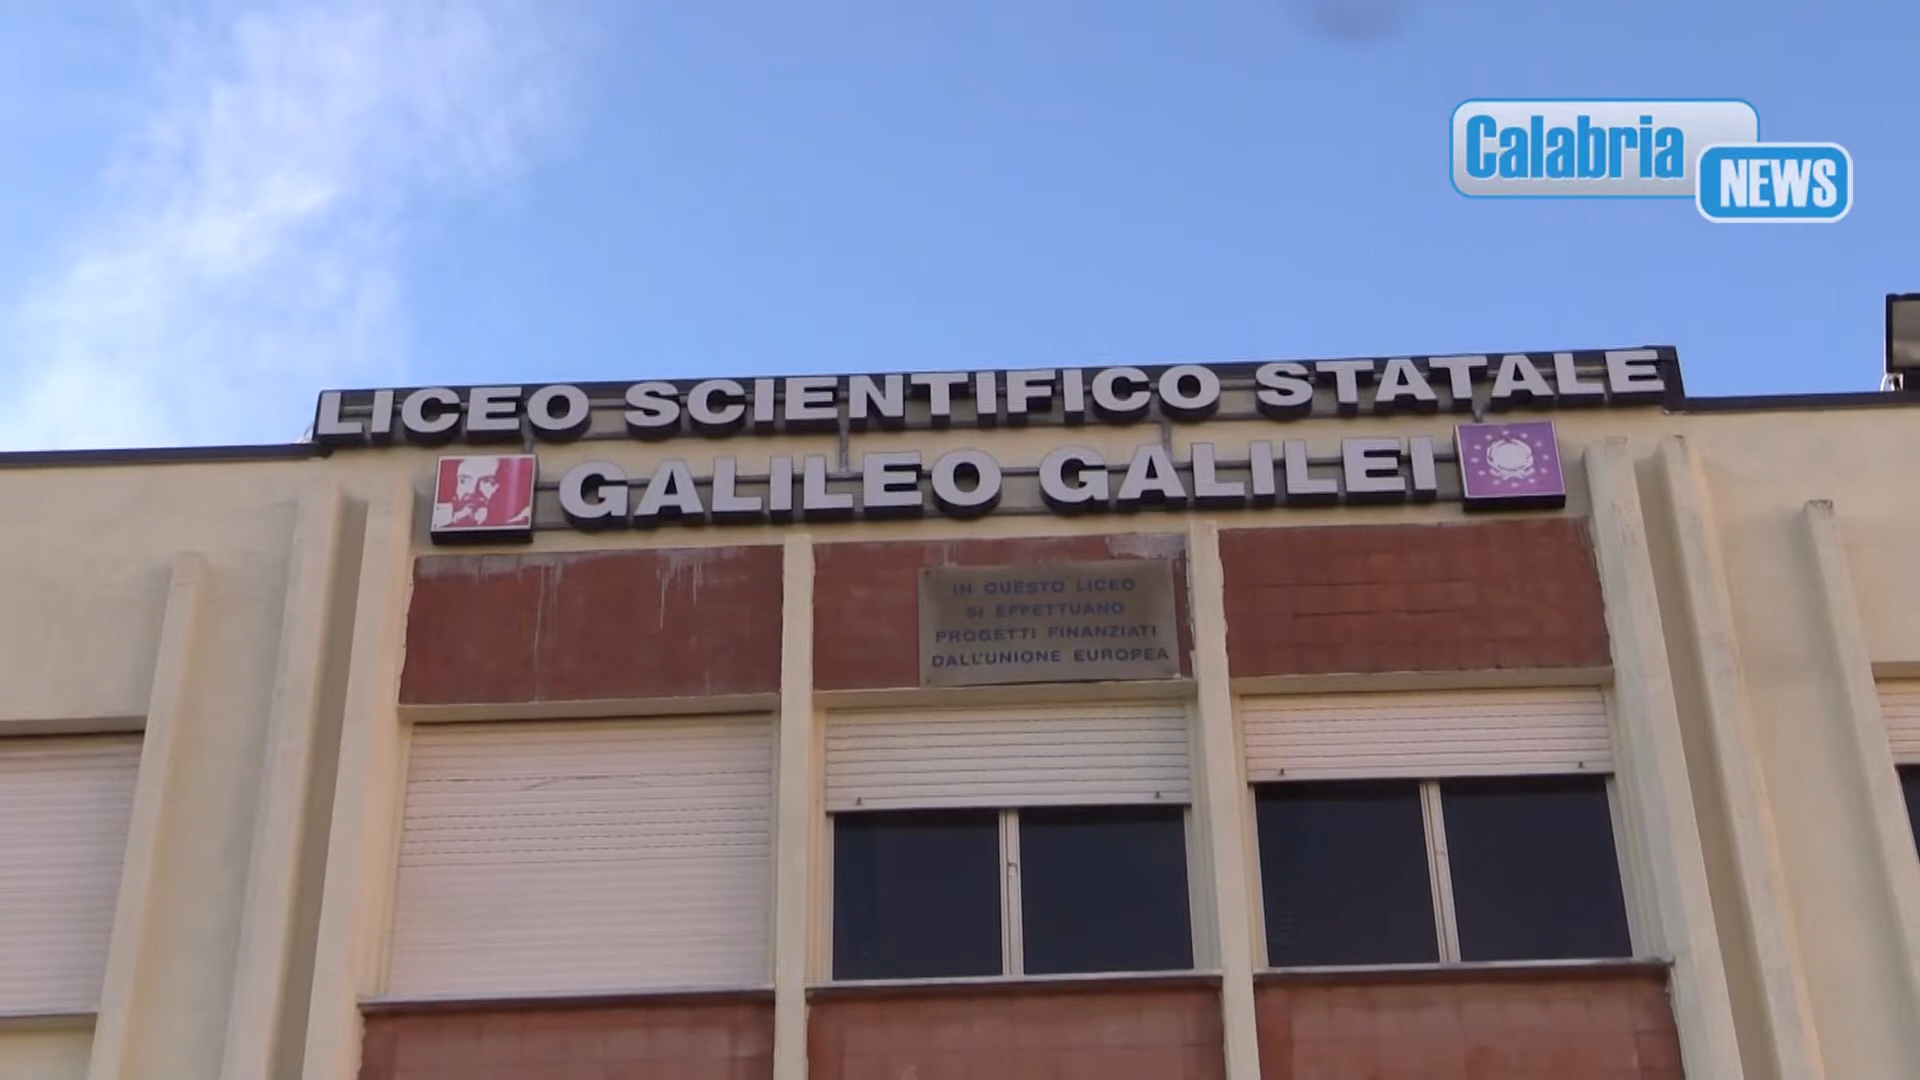 Calabria
NEWS
LICEO SCIENTIFICO STATALE
GALILEO GALILEI
IN QUESTO LICEO
SI EFFETTUANO
PROGETTI FINANZIATI
DALL'UNIONE EUROPEA